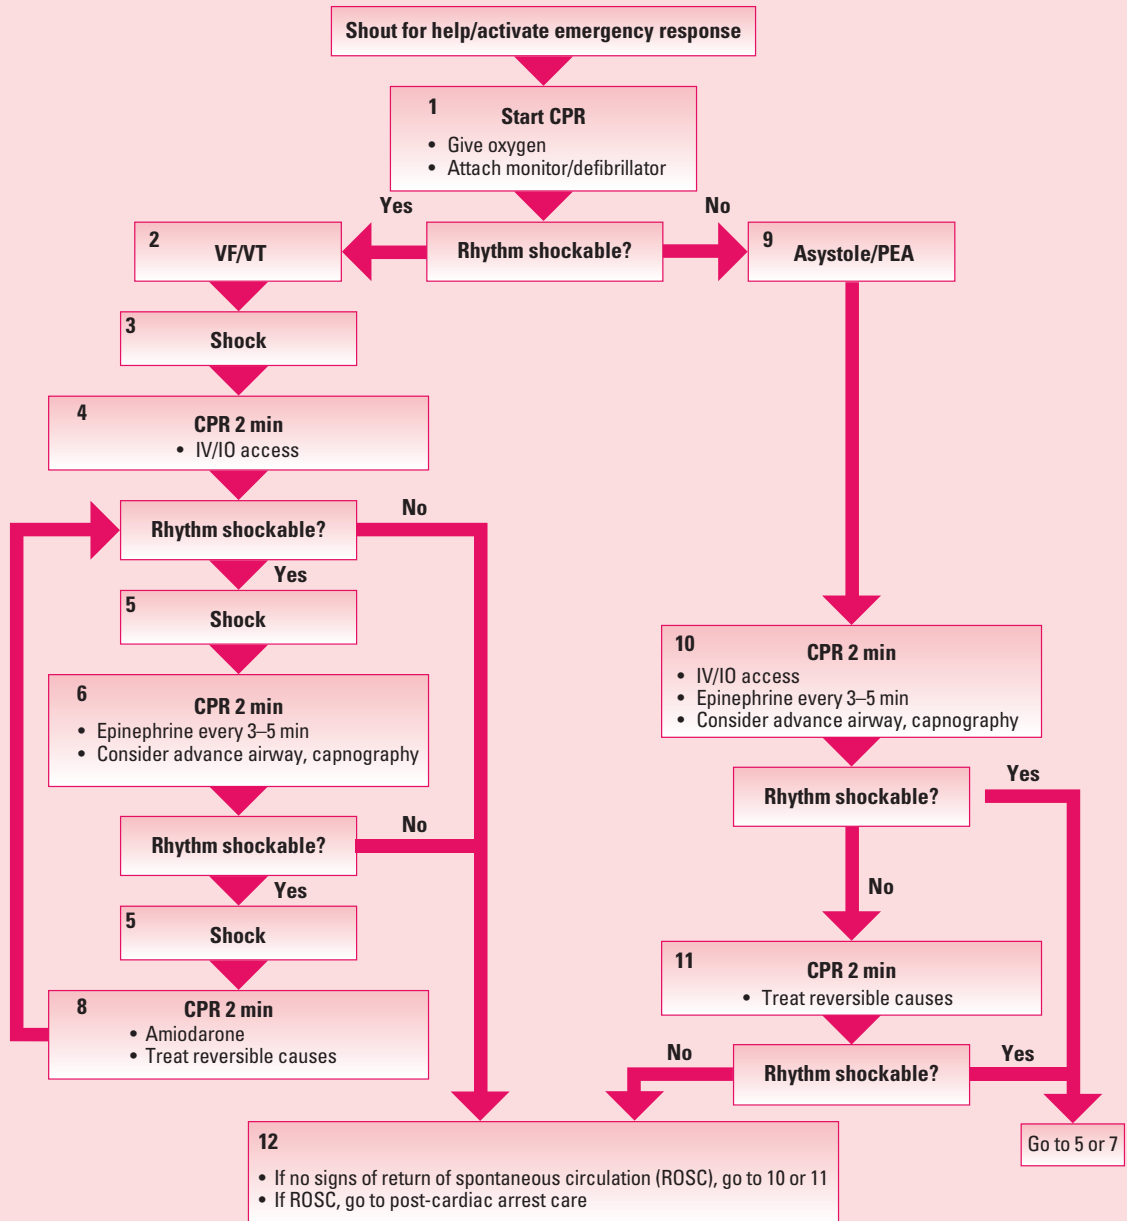 Shout for help/activate emergency response
1
Start CPR
• Give oxygen
• Attach monitor/defibrillator
Yes
No
Rhythm shockable?
2
VF/VT
9
Asystole/PEA
3
Shock
4
CPR 2 min
• IV/IO access
Rhythm shockable?
No
Yes
5
Shock
6
CPR 2 min
• Epinephrine every 3–5 min
• Consider advance airway, capnography
Rhythm shockable?
No
Yes
5
Shock
8
CPR 2 min
• Amiodarone
• Treat reversible causes
10
CPR 2 min
• IV/IO access
• Epinephrine every 3–5 min
• Consider advance airway, capnography
Rhythm shockable?
Yes
No
11
CPR 2 min
• Treat reversible causes
No
Rhythm shockable?
Yes
Go to 5 or 7
12
• If no signs of return of spontaneous circulation (ROSC), go to 10 or 11
• If ROSC, go to post-cardiac arrest care